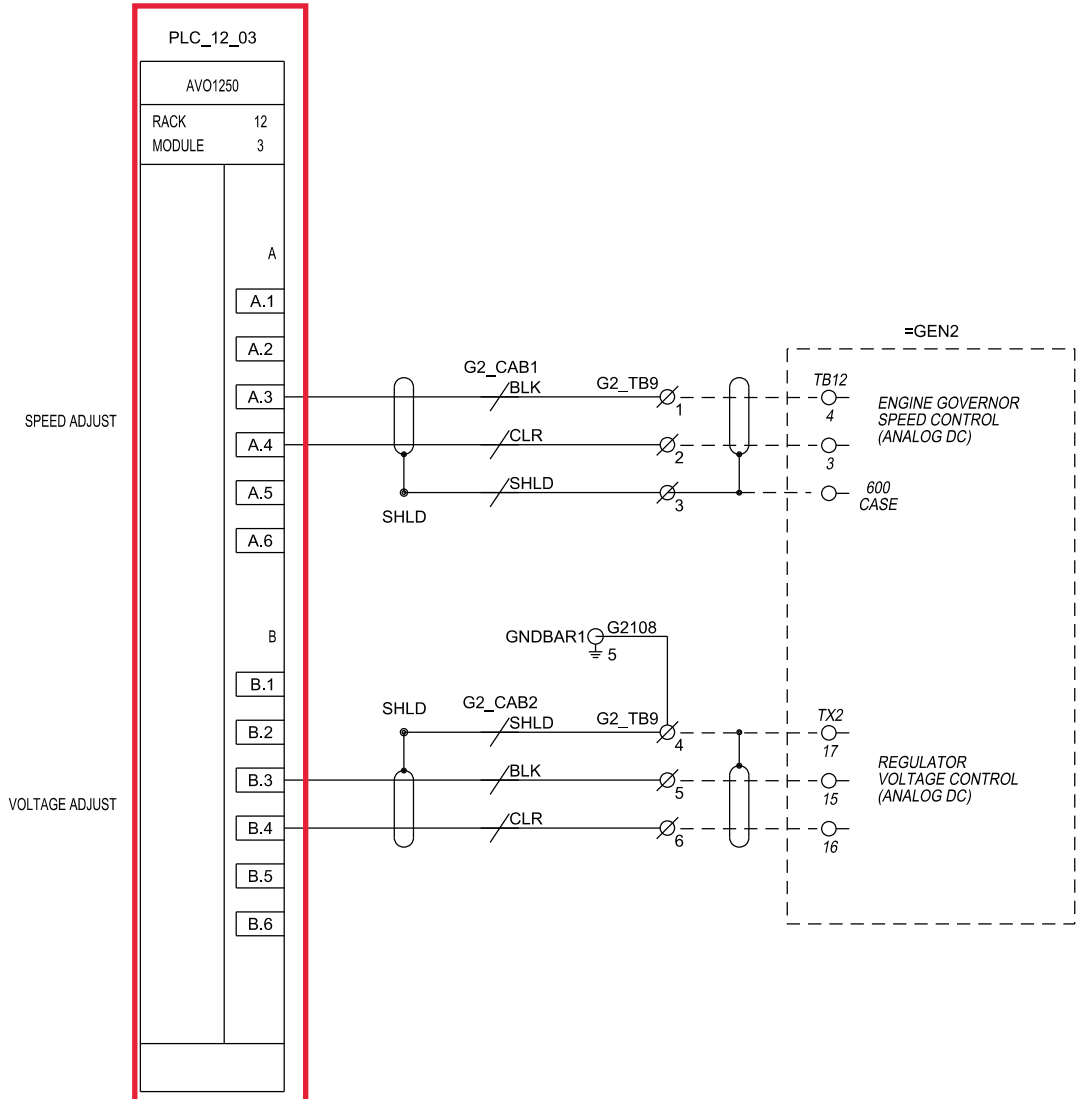 PLC_12_03
AVO1250
RACK 12
MODULE 3
A
A.1
A.2
A.3
A.4
A.5
A.6
SPEED ADJUST
B
B.1
B.2
B.3
B.4
B.5
B.6
VOLTAGE ADJUST
G2_CAB1
BLK
G2_TB9
1
CLR
2
SHLD
3
SHLD
=GEN2
TB12
4
3
600
CASE
ENGINE GOVERNOR
SPEED CONTROL
(ANALOG DC)
GNDBAR1
G2108
5
SHLD
G2_CAB2
SHLD
G2_TB9
4
BLK
5
CLR
6
TX2
17
15
16
REGULATOR
VOLTAGE CONTROL
(ANALOG DC)